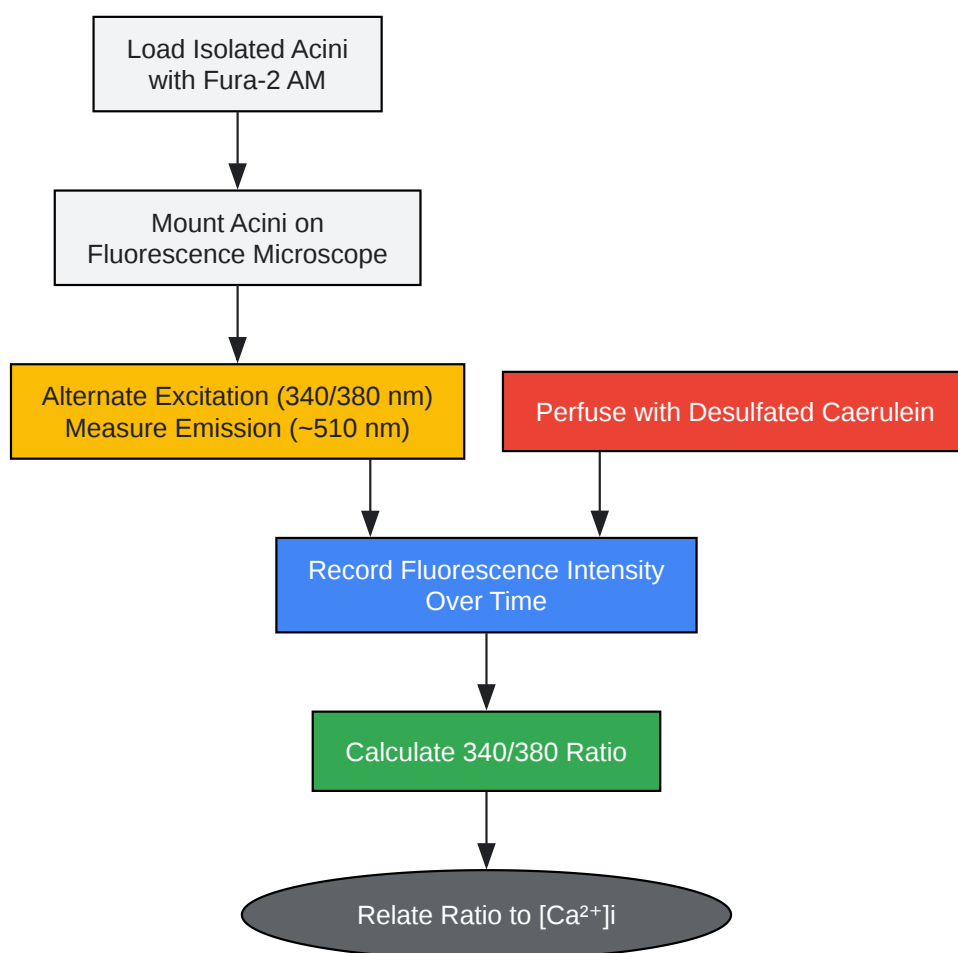 Load Isolated Acini
with Fura-2 AM
Mount Acini on
Fluorescence Microscope
Alternate Excitation (340/380 nm)
Measure Emission (~510 nm)
Perfuse with Desulfated Caerulein
Record Fluorescence Intensity
Over Time
Calculate 340/380 Ratio
Relate Ratio to [Ca²⁺]i